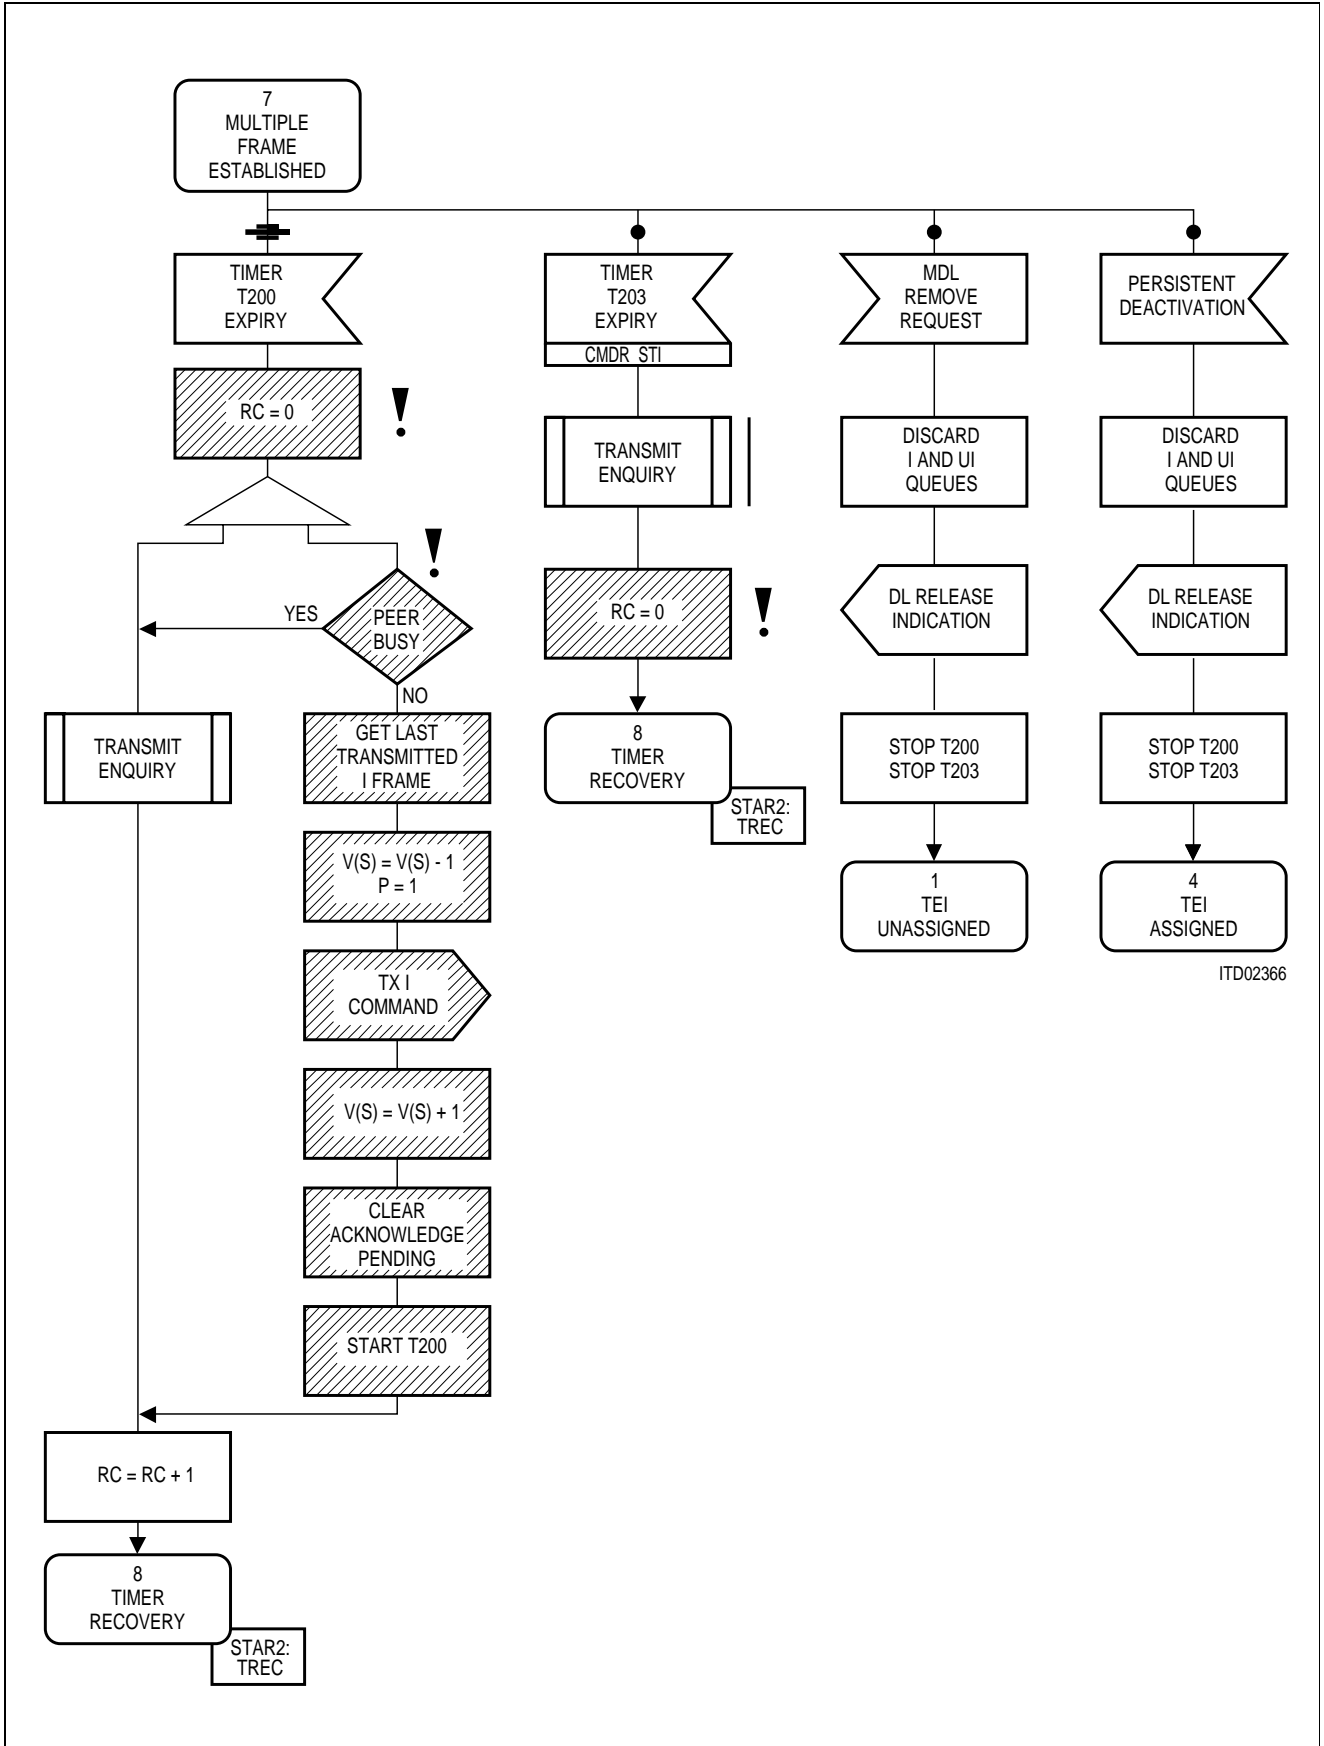 7
MULTIPLE
FRAME
ESTABLISHED
TIMER
T200
EXPIRY
RC = 0
!
!
YES
PEER
BUSY
NO
TRANSMIT
ENQUIRY
GET LAST
TRANSMITTED
I FRAME
V(S) = V(S) - 1
P = 1
TX I
COMMAND
V(S) = V(S) + 1
CLEAR
ACKNOWLEDGE
PENDING
START T200
RC = RC + 1
8
TIMER
RECOVERY
STAR2:
TREC
TIMER
T203
EXPIRY
CMDR STI
TRANSMIT
ENQUIRY
RC = 0
!
8
TIMER
RECOVERY
STAR2:
TREC
MDL
REMOVE
REQUEST
DISCARD
I AND UI
QUEUES
DL RELEASE
INDICATION
STOP T200
STOP T203
1
TEI
UNASSIGNED
PERSISTENT
DEACTIVATION
DISCARD
I AND UI
QUEUES
DL RELEASE
INDICATION
STOP T200
STOP T203
4
TEI
ASSIGNED
ITD02366